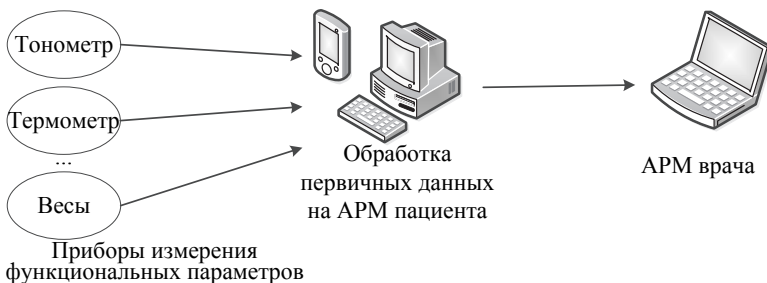 Тонометр
Термометр
...
Весы
Приборы измерения
функциональных параметров
Обработка
первичных данных
на АРМ пациента
АРМ врача